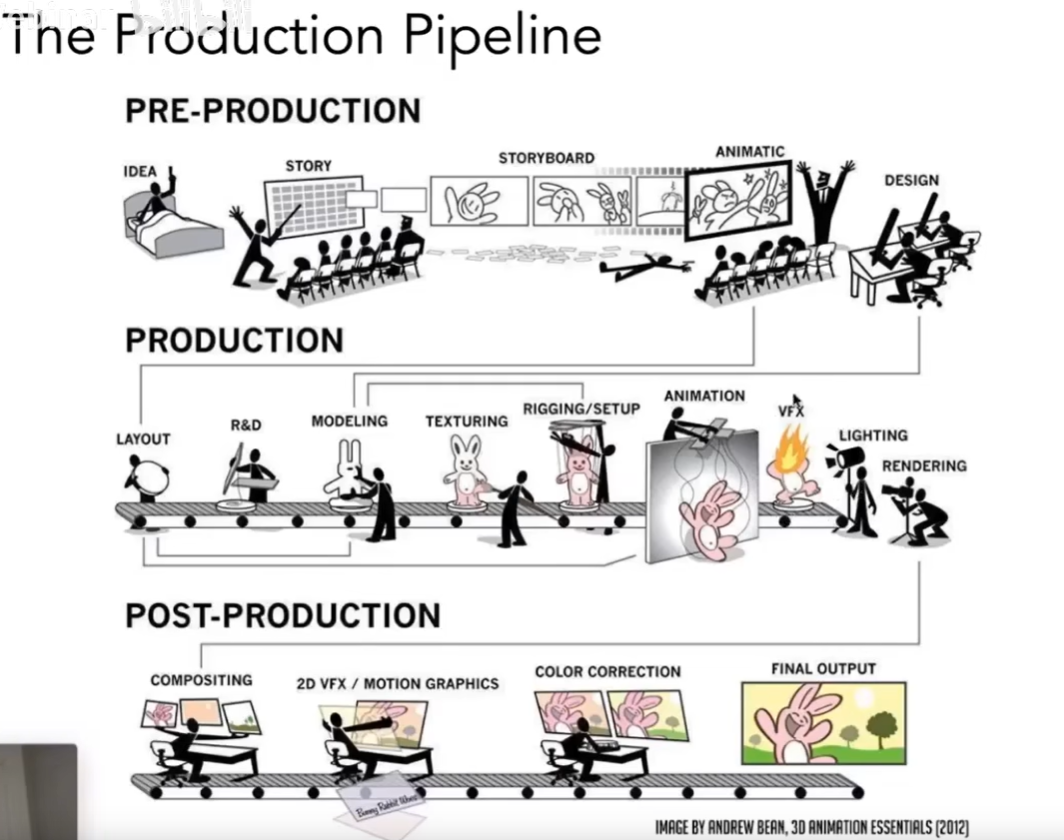 The Production Pipeline
PRE-PRODUCTION
IDEA
STORY
STORYBOARD
ANIMATIC
DESIGN
PRODUCTION
LAYOUT
R&D
MODELING
TEXTURING
RIGGING/SETUP
ANIMATION
VFX
LIGHTING
RENDERING
POST-PRODUCTION
COMPOSITING
2D VFX / MOTION GRAPHICS
COLOR CORRECTION
FINAL OUTPUT
Bunny Rabbit
IMAGE BY ANDREW BEAN, 3D ANIMATION ESSENTIALS (2012)